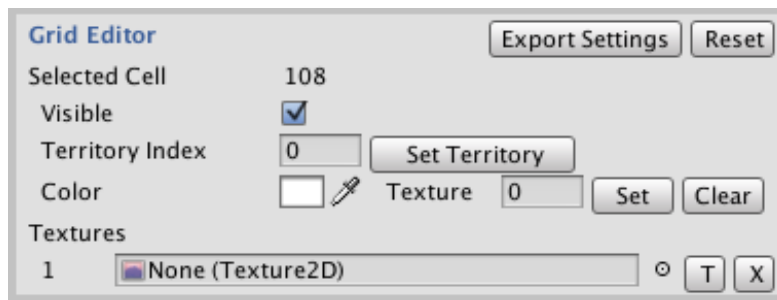 Grid Editor Export Settings Reset
Selected Cell 108
Visible
Territory Index 0 Set Territory
Color Texture 0 Set Clear
Textures
1 None (Texture2D) T X